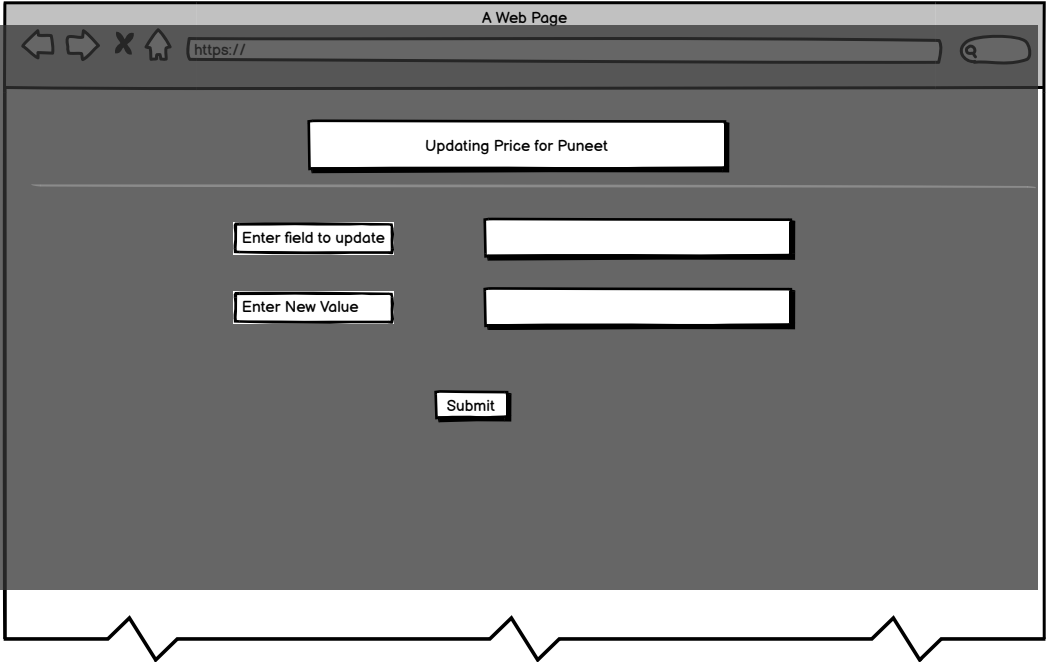 A Web Page
https://
Updating Price for Puneet
Enter field to update
Enter New Value
Submit